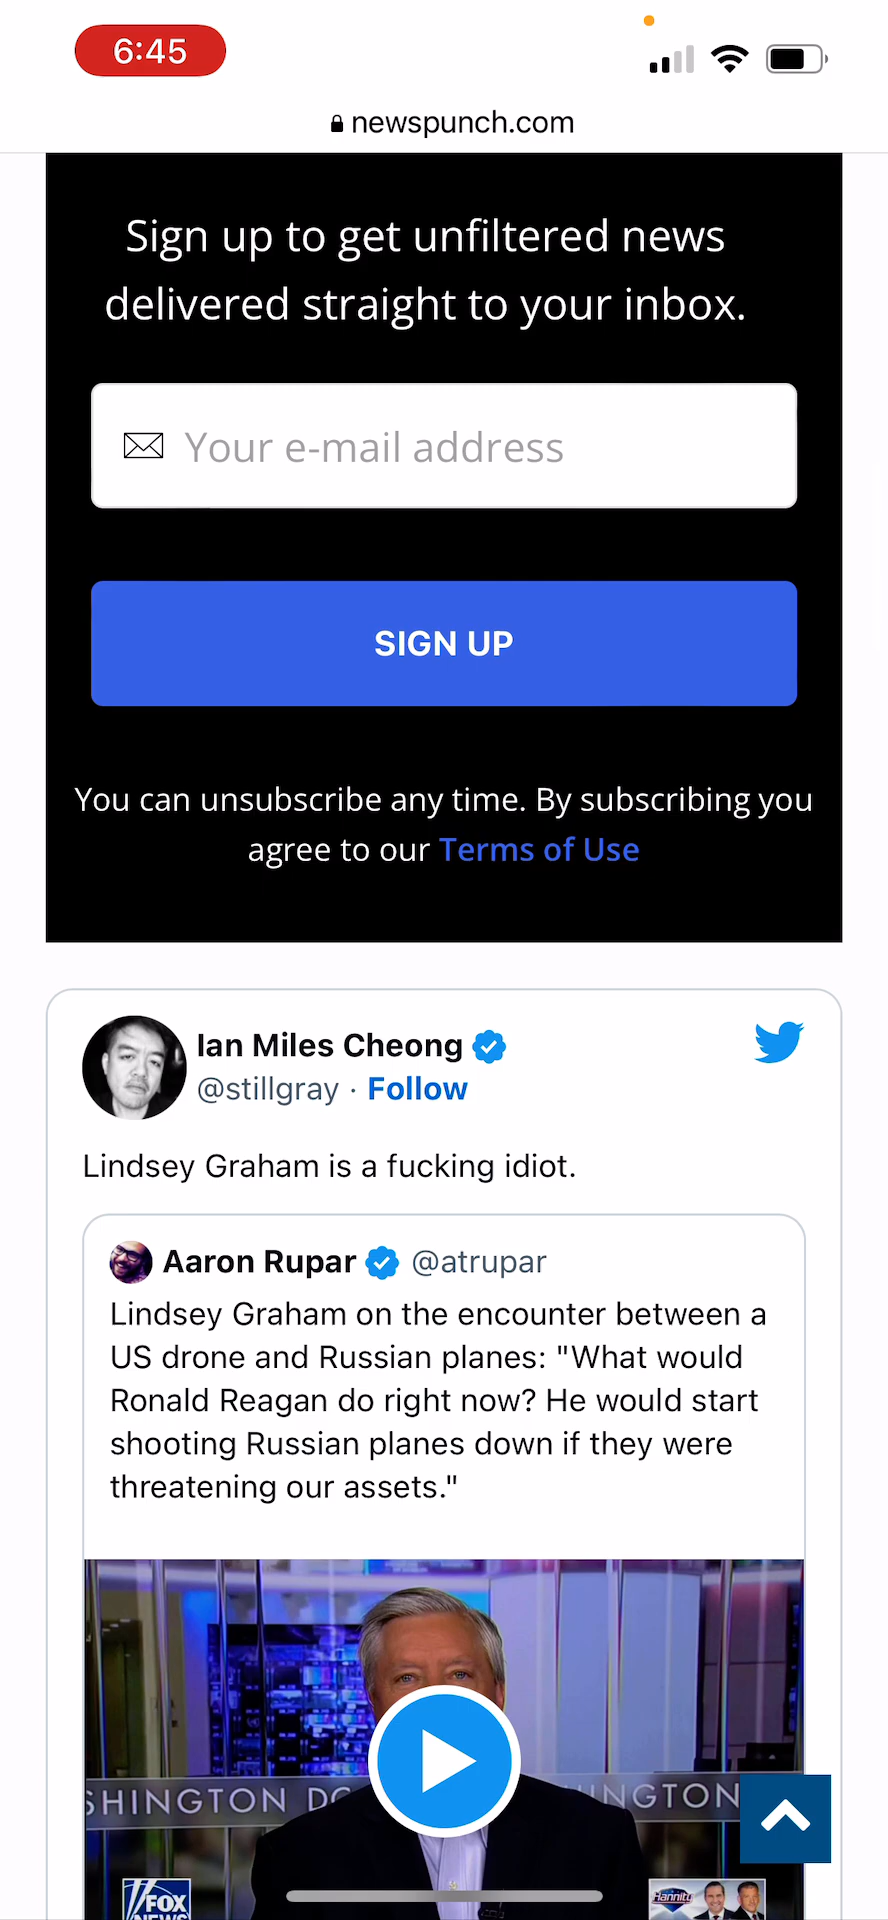 6:45
newspunch.com
Sign up to get unfiltered news
delivered straight to your inbox.
Your e-mail address
SIGN UP
You can unsubscribe any time. By subscribing you
agree to our Terms of Use
Ian Miles Cheong
@stillgray · Follow
Lindsey Graham is a fucking idiot.
Aaron Rupar @atrupar
Lindsey Graham on the encounter between a
US drone and Russian planes: "What would
Ronald Reagan do right now? He would start
shooting Russian planes down if they were
threatening our assets."
SHINGTON DC
INGTON
FOX
NEWS
Hannity